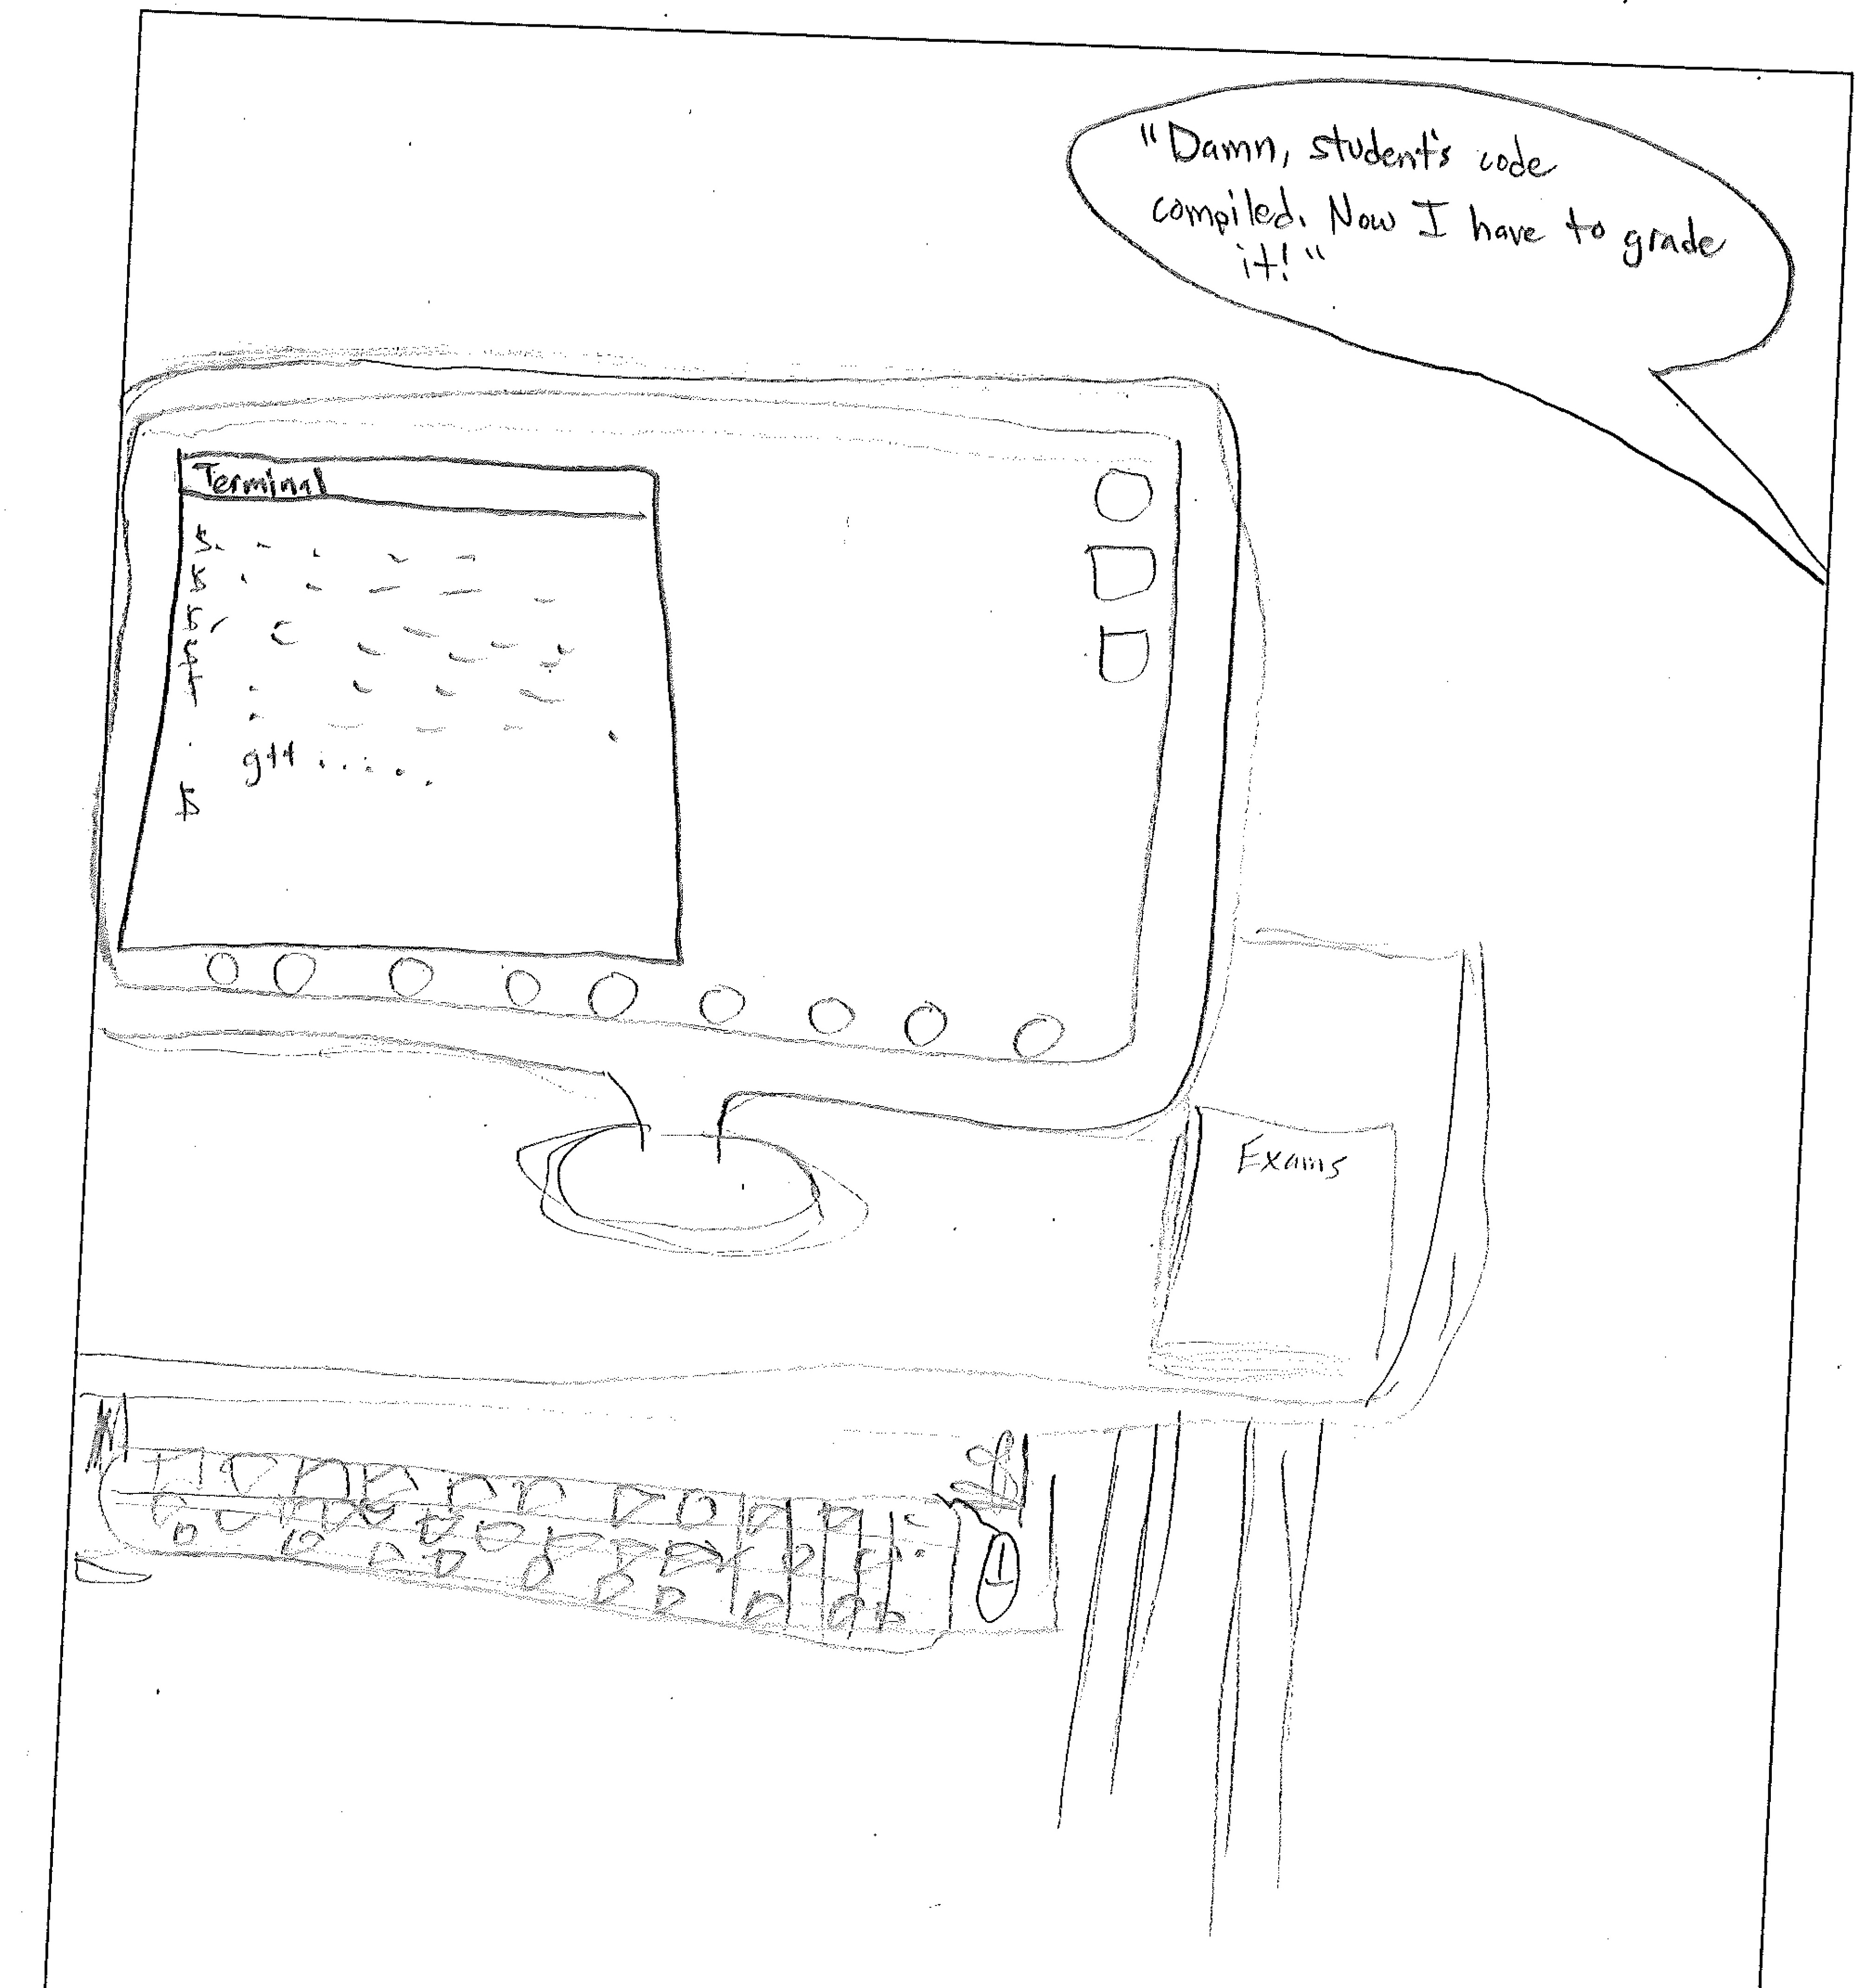 "Damn, student's code
compiled. Now I have to grade
it!"
Terminal
$
$
$
$
g++ .....
$
Exams